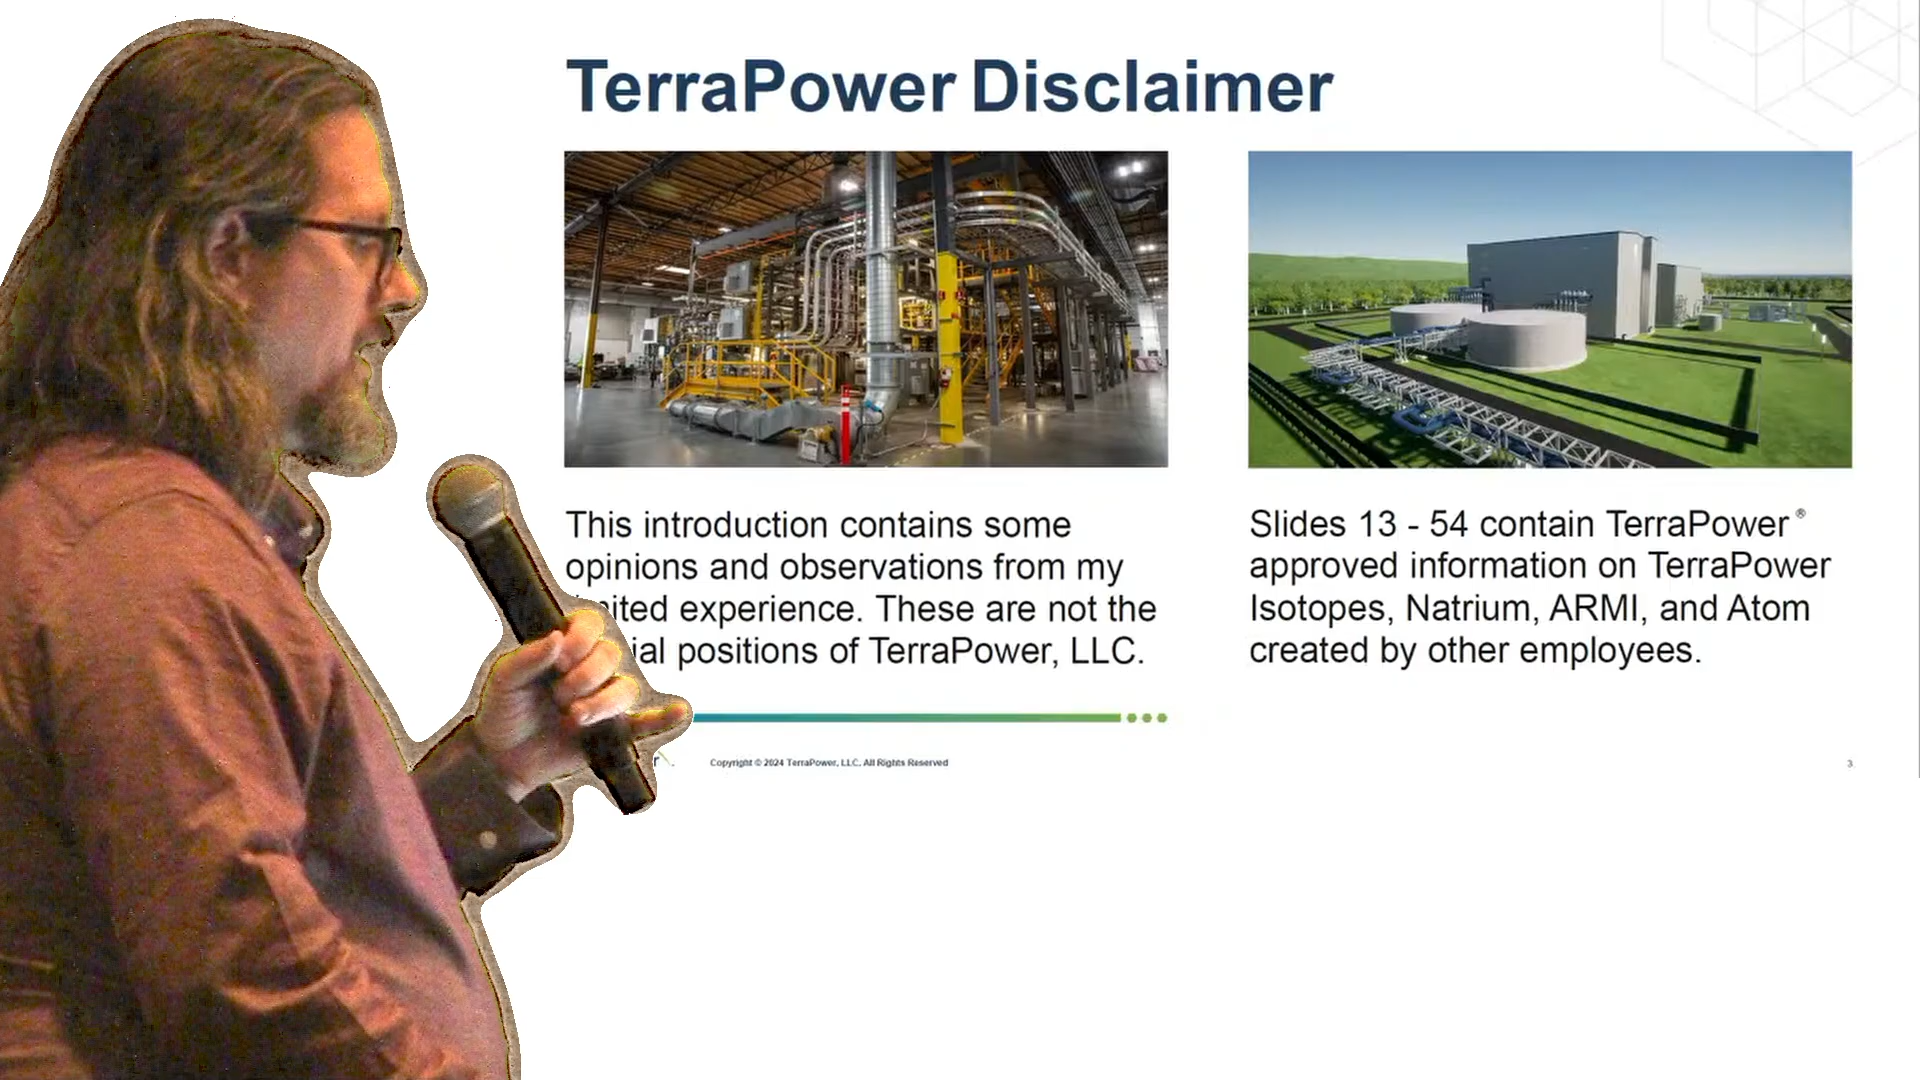 TerraPower Disclaimer
This introduction contains some
opinions and observations from my
experience. These are not the
positions of TerraPower, LLC.
Slides 13 - 54 contain TerraPower®
approved information on TerraPower
Isotopes, Natrium, ARMI, and Atom
created by other employees.
Copyright © 2024 TerraPower, LLC. All Rights Reserved
3